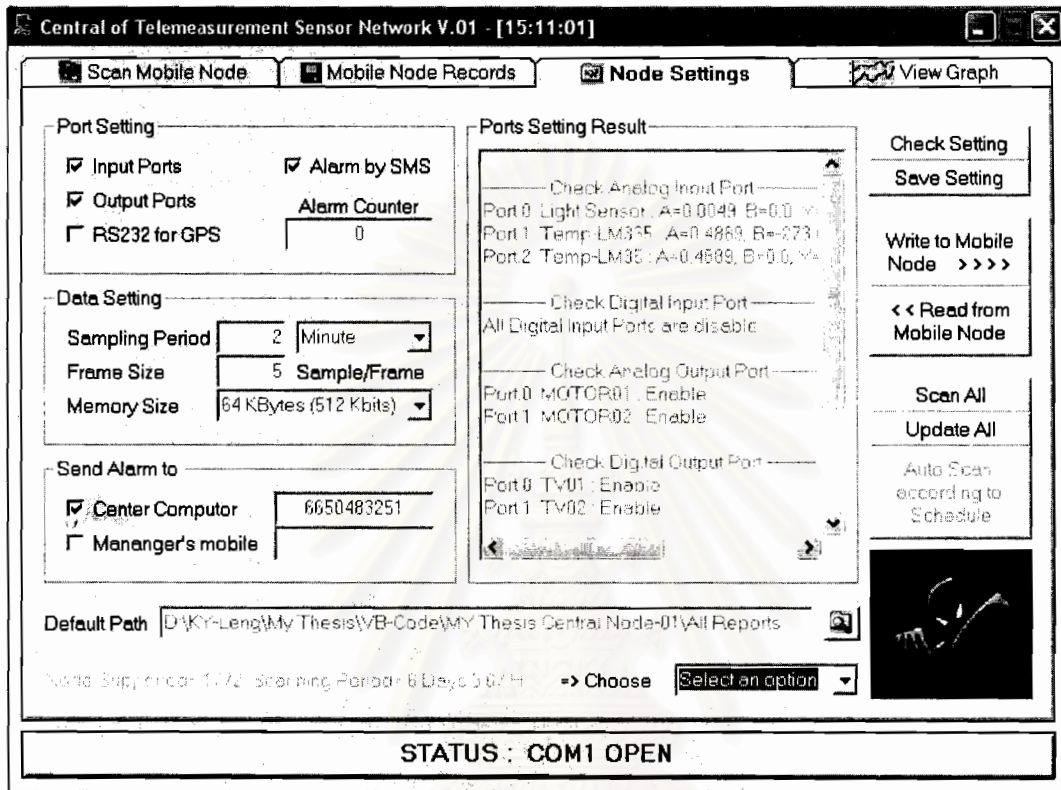 Central of Telemeasurement Sensor Network V.01 - [15:11:01]
Scan Mobile Node
Mobile Node Records
Node Settings
View Graph
Port Setting
Input Ports
Alarm by SMS
Output Ports
Alarm Counter
RS232 for GPS
0
Data Setting
Sampling Period 2 Minute
Frame Size 5 Sample/Frame
Memory Size 64 KBytes (512 Kbits)
Send Alarm to
Center Computor 6650483251
Mananger's mobile
Ports Setting Result
Check Analog Input Port
Port 0 Light Sensor : A=0.0049, B=0.0,
Port 1 Temp-LM335 : A=0.4889, B=-273
Port 2 Temp-LM35 : A=0.4889, B=0.0,
Check Digital Input Port
All Digital Input Ports are disable
Check Analog Output Port
Port 0 MOTOR01 : Enable
Port 1 MOTOR02 : Enable
Check Digital Output Port
Port 0 TV01 : Enable
Port 1 TV02 : Enable
Check Setting
Save Setting
Write to Mobile
Node >>>>
<< Read from
Mobile Node
Scan All
Update All
Auto Scan
according to
Schedule
Default Path D:\KY-Leng\My Thesis\VB-Code\MY Thesis Central Node-01\All Reports
Scanning Period= 6 Days
=> Choose Select an option
STATUS : COM1 OPEN